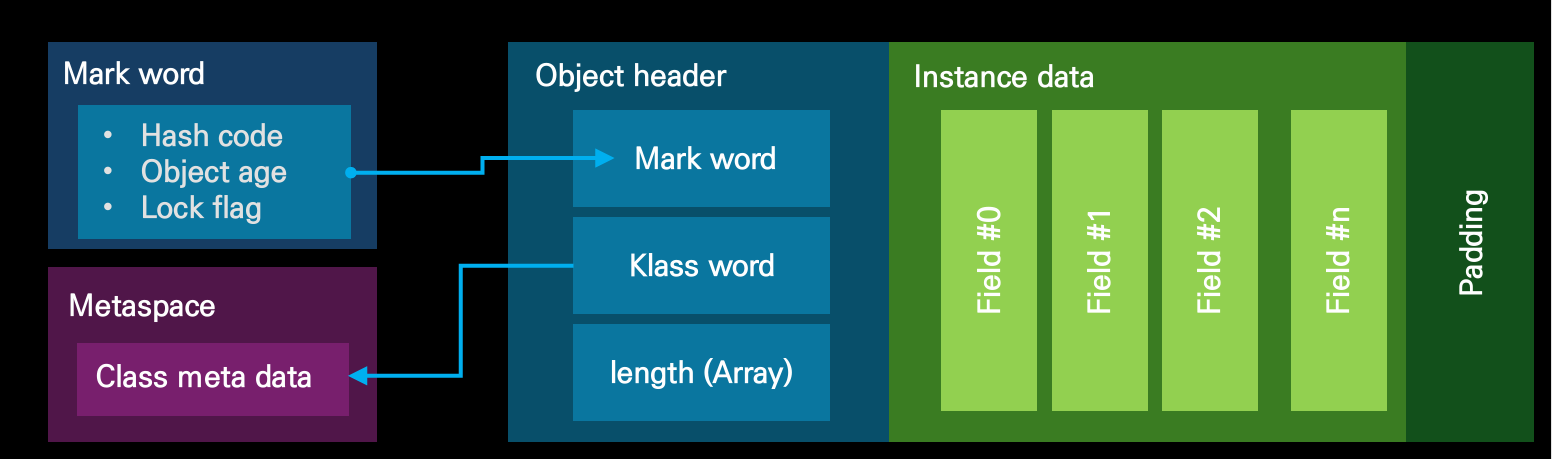 Mark word
• Hash code
• Object age
• Lock flag
Metaspace
Class meta data
Object header
Mark word
Klass word
length (Array)
Instance data
Field #0
Field #1
Field #2
Field #n
Padding